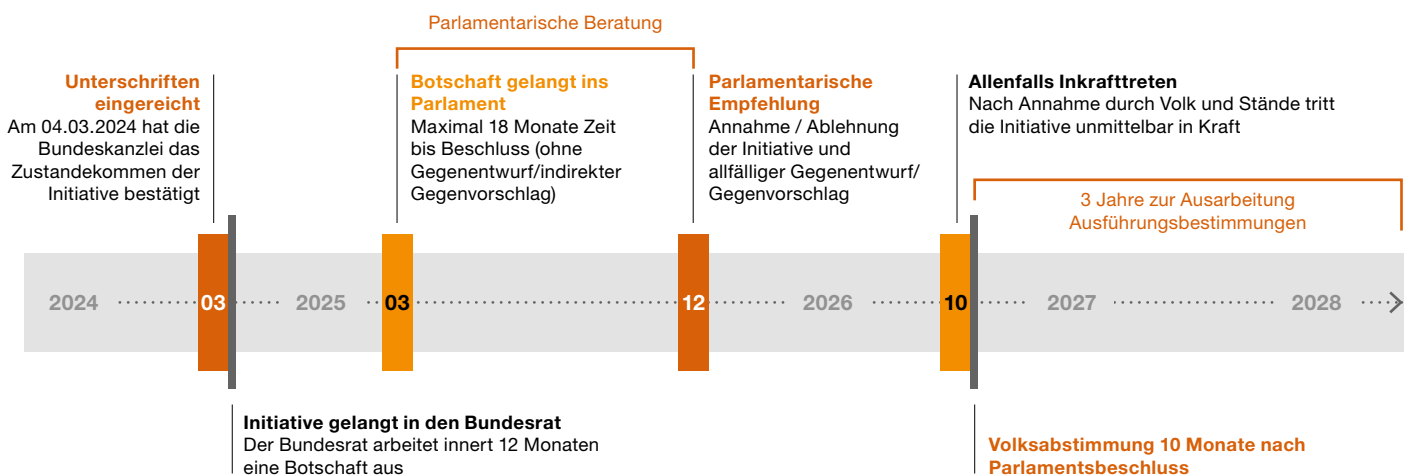 Parlamentarische Beratung
Unterschriften
eingereicht
Am 04.03.2024 hat die
Bundeskanzlei das
Zustandekommen der
Initiative bestätigt
Botschaft gelangt ins
Parlament
Maximal 18 Monate Zeit
bis Beschluss (ohne
Gegenentwurf/indirekter
Gegenvorschlag)
Parlamentarische
Empfehlung
Annahme / Ablehnung
der Initiative und
allfälliger Gegenentwurf/
Gegenvorschlag
Allenfalls Inkrafttreten
Nach Annahme durch Volk und Stände tritt
die Initiative unmittelbar in Kraft
3 Jahre zur Ausarbeitung
Ausführungsbestimmungen
2024 03 2025 03 12 2026 10 2027 2028
Initiative gelangt in den Bundesrat
Der Bundesrat arbeitet innert 12 Monaten
eine Botschaft aus
Volksabstimmung 10 Monate nach
Parlamentsbeschluss